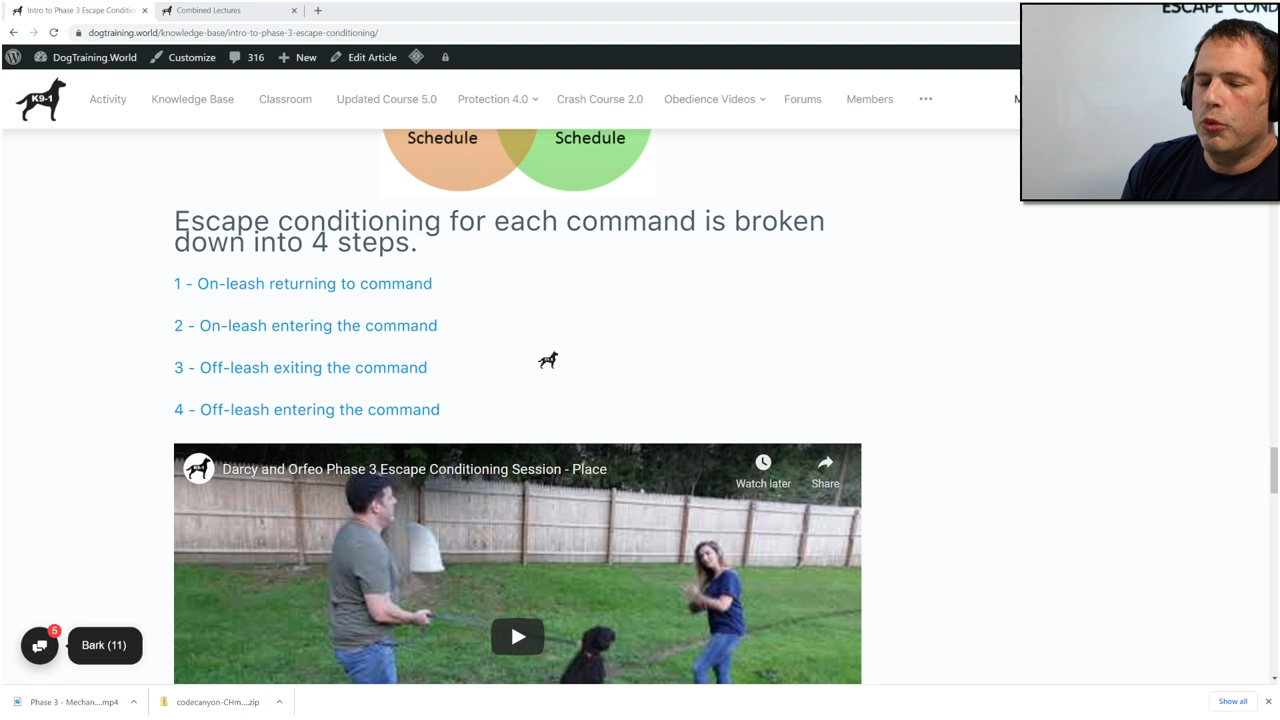 Intro to Phase 3 Escape Conditio
Combined Lectures
ESCAPE COND
dogtraining.world/knowledge-base/intro-to-phase-3-escape-conditioning/
DogTraining.World Customize 316 New Edit Article
K9-1
Activity Knowledge Base Classroom Updated Course 5.0 Protection 4.0 Crash Course 2.0 Obedience Videos Forums Members ••• M
Schedule Schedule
Escape conditioning for each command is broken
down into 4 steps.
1 - On-leash returning to command
2 - On-leash entering the command
3 - Off-leash exiting the command
4 - Off-leash entering the command
Darcy and Orfeo Phase 3 Escape Conditioning Session - Place
Watch later Share
5
Bark (11)
Phase 3 - Mechan....mp4 codecanyon-CHm....zip Show all